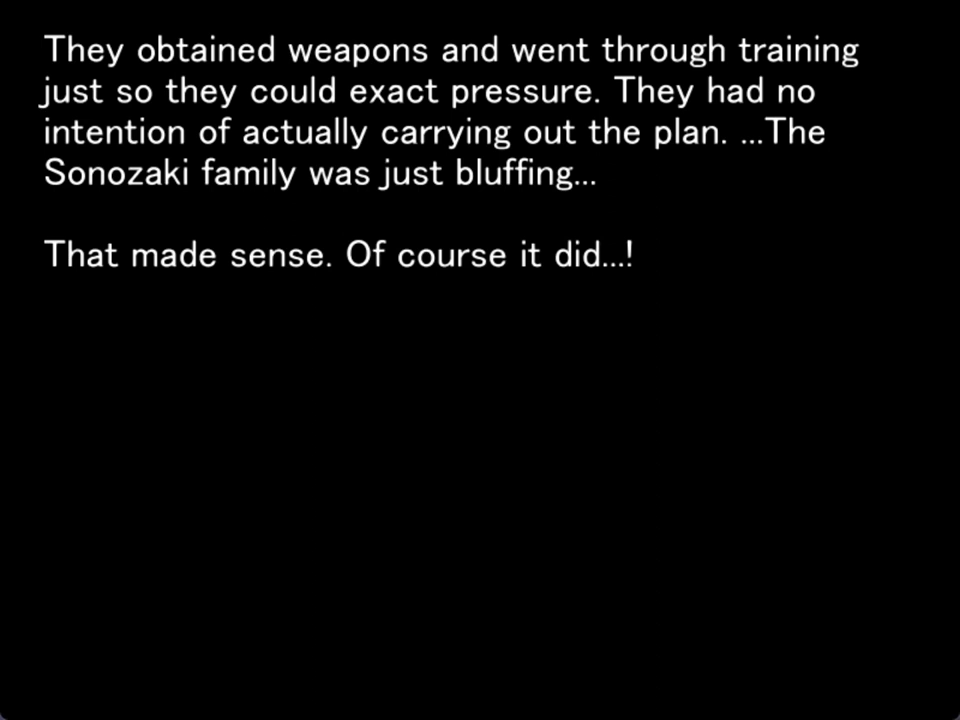 They obtained weapons and went through training
just so they could exact pressure. They had no
intention of actually carrying out the plan. ...The
Sonozaki family was just bluffing...
That made sense. Of course it did...!